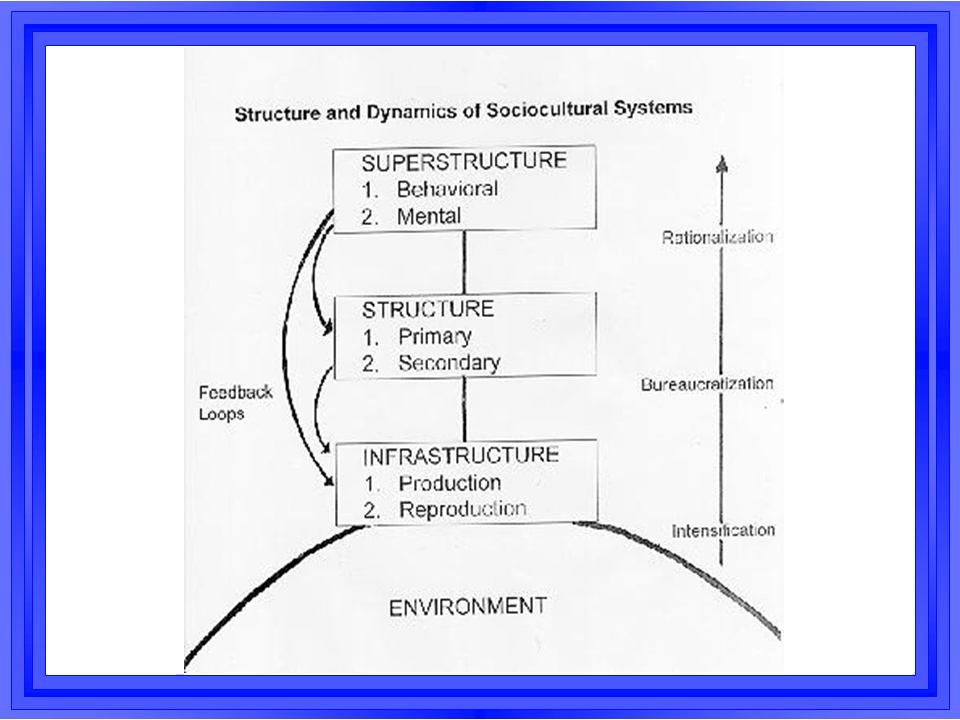 Structure and Dynamics of Sociocultural Systems
SUPERSTRUCTURE
1. Behavioral
2. Mental
Rationalization
STRUCTURE
1. Primary
2. Secondary
Feedback
Loops
Bureaucratization
INFRASTRUCTURE
1. Production
2. Reproduction
Intensification
ENVIRONMENT